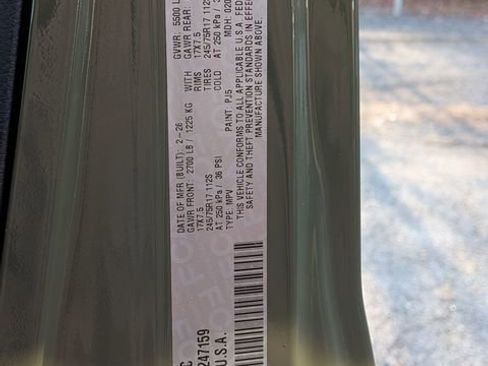 DATE OF MFR (BUILT): 2-26 GVWR: 5500 L
GAWR FRONT: 2700 LB / 1225 KG WITH GAWR REAR:
17X7.5 RIMS 17X7.5
245/75R17 112S TIRES 245/75R17 112
AT 250 kPa / 36 PSI COLD AT 250 kPa / 3
TYPE: MPV PAINT: PJ5 MDH: 020
THIS VEHICLE CONFORMS TO ALL APPLICABLE U.S.A. FED
SAFETY AND THEFT PREVENTION STANDARDS IN EFFEC
MANUFACTURE SHOWN ABOVE.
C
247159
U.S.A.